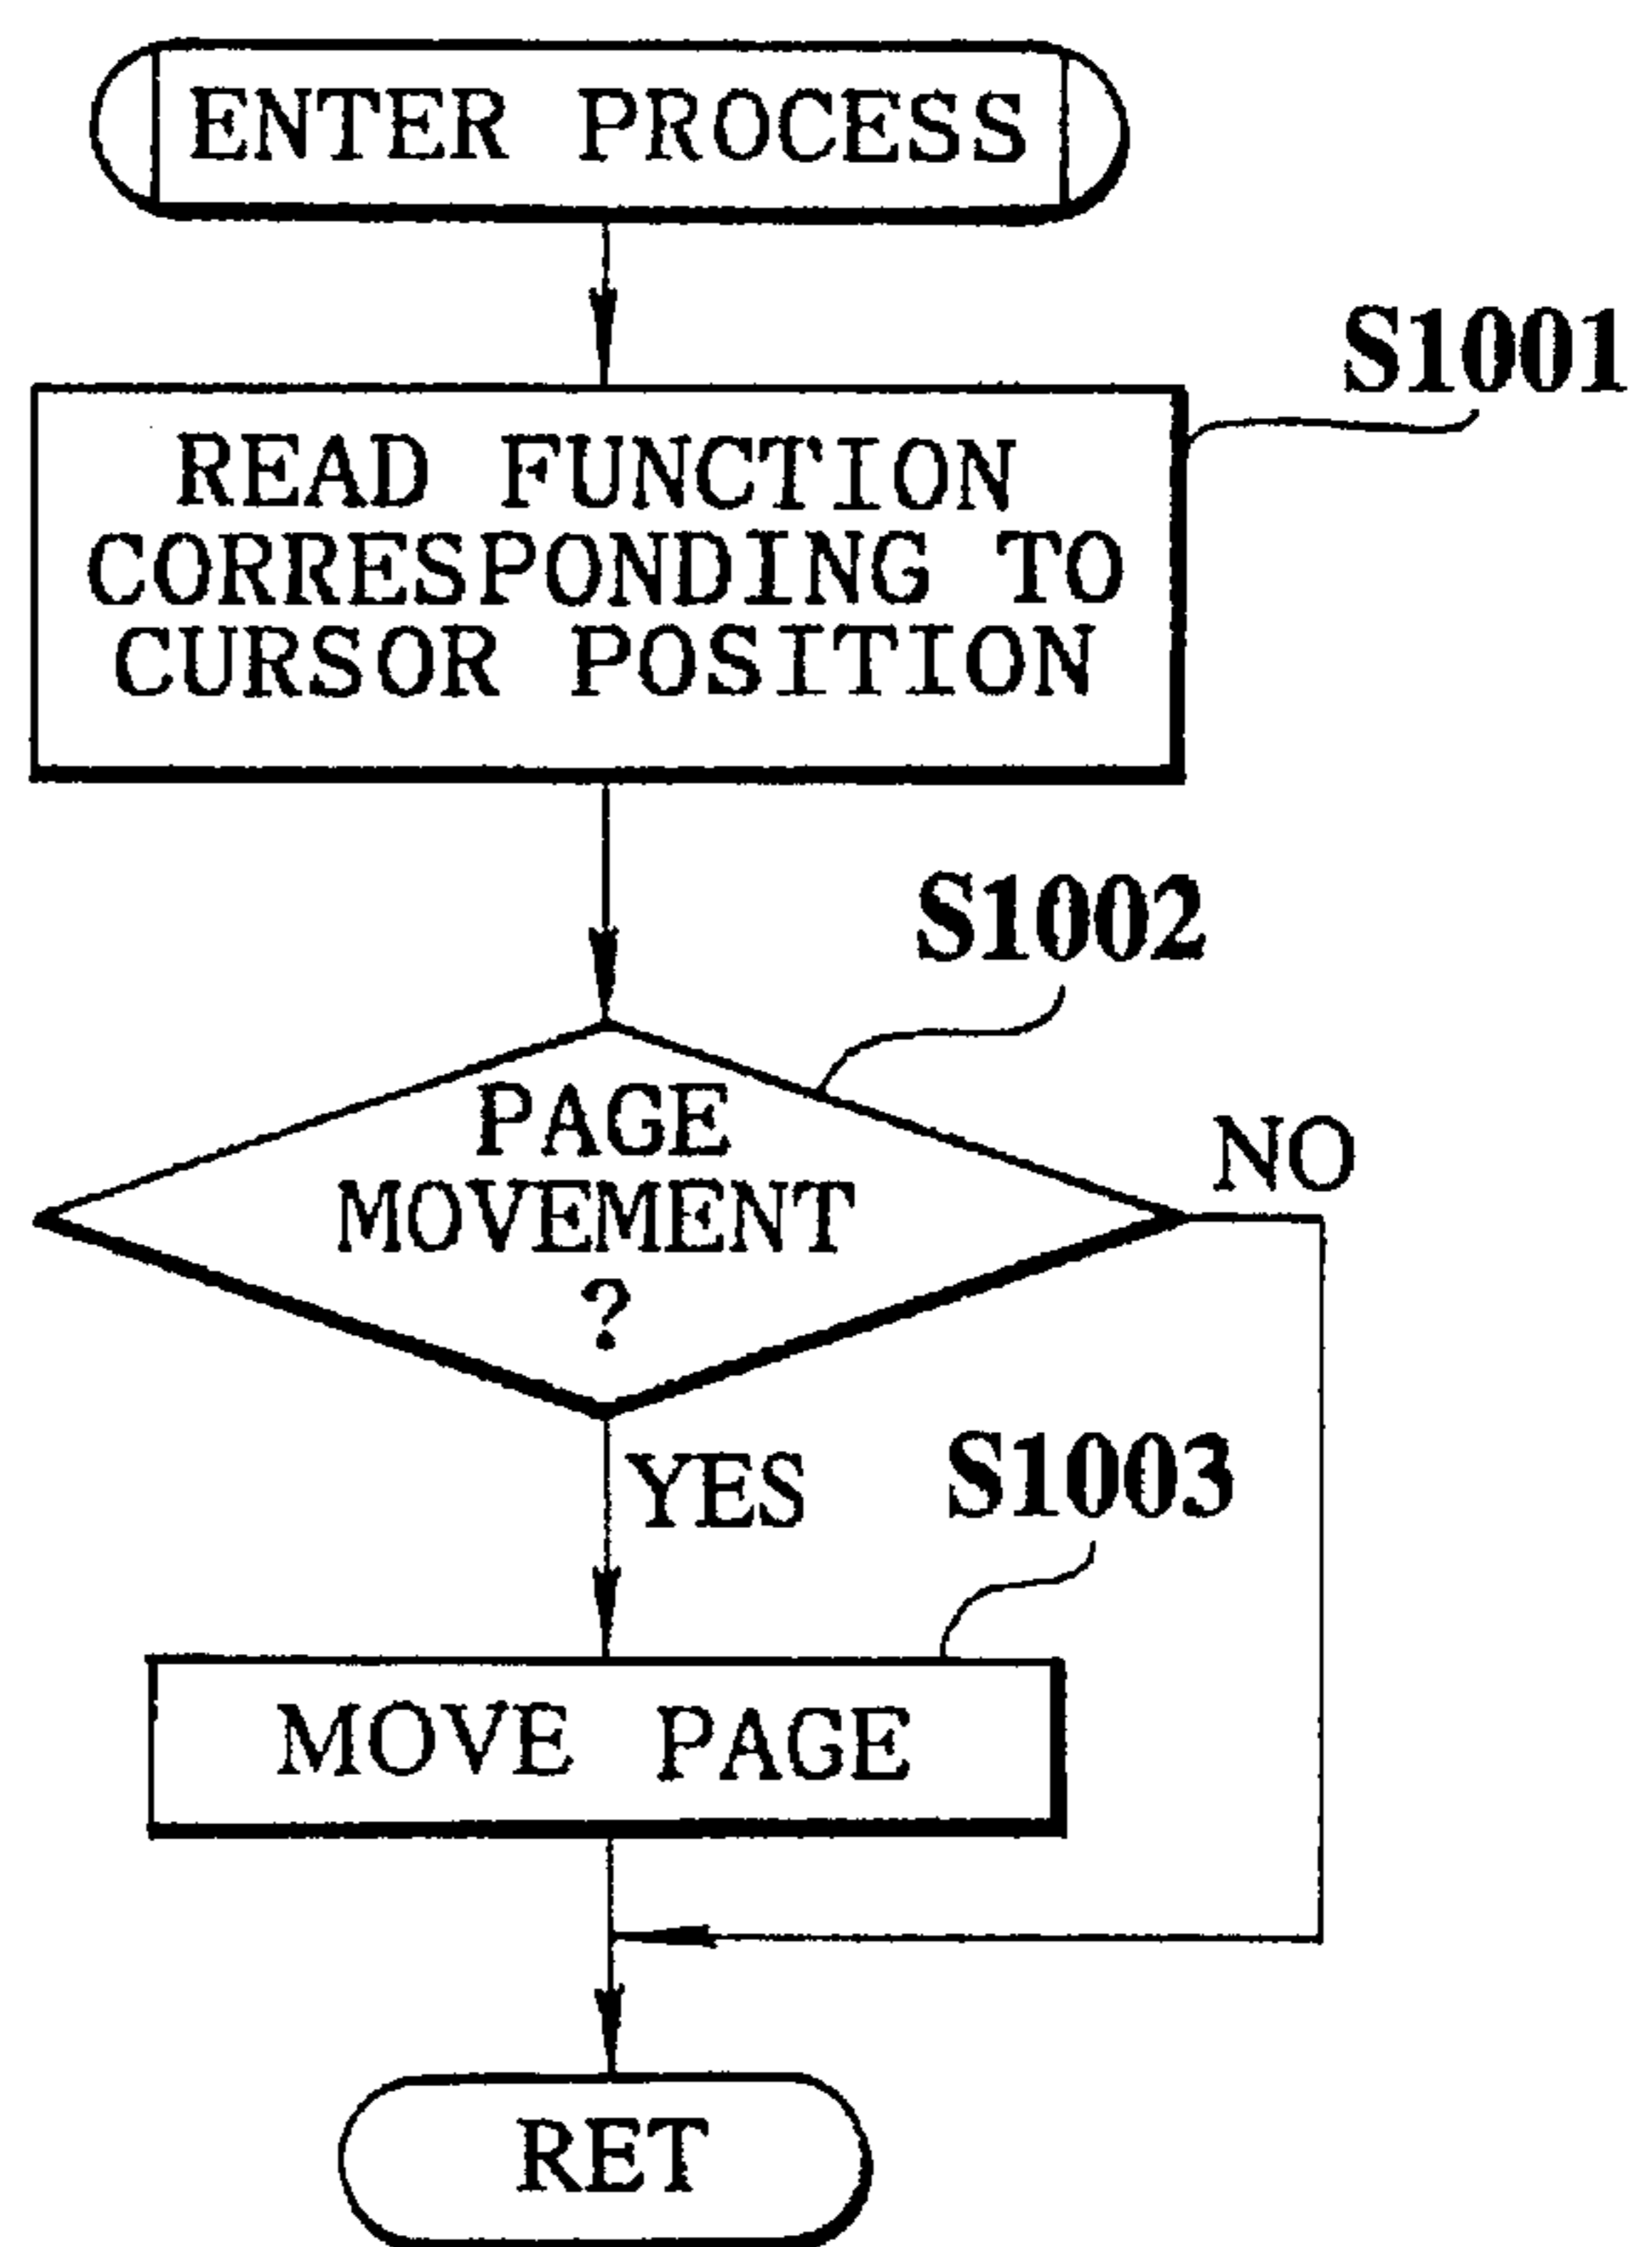 ENTER PROCESS
S1001
READ FUNCTION
CORRESPONDING TO
CURSOR POSITION
S1002
PAGE
MOVEMENT
?
NO
YES
S1003
MOVE PAGE
RET